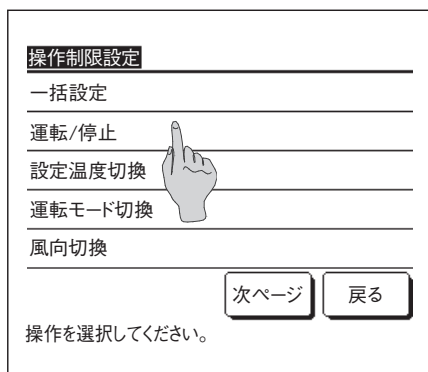 操作制限設定
一括設定
運転/停止
設定温度切換
運転モード切換
風向切換
次ページ 戻る
操作を選択してください。